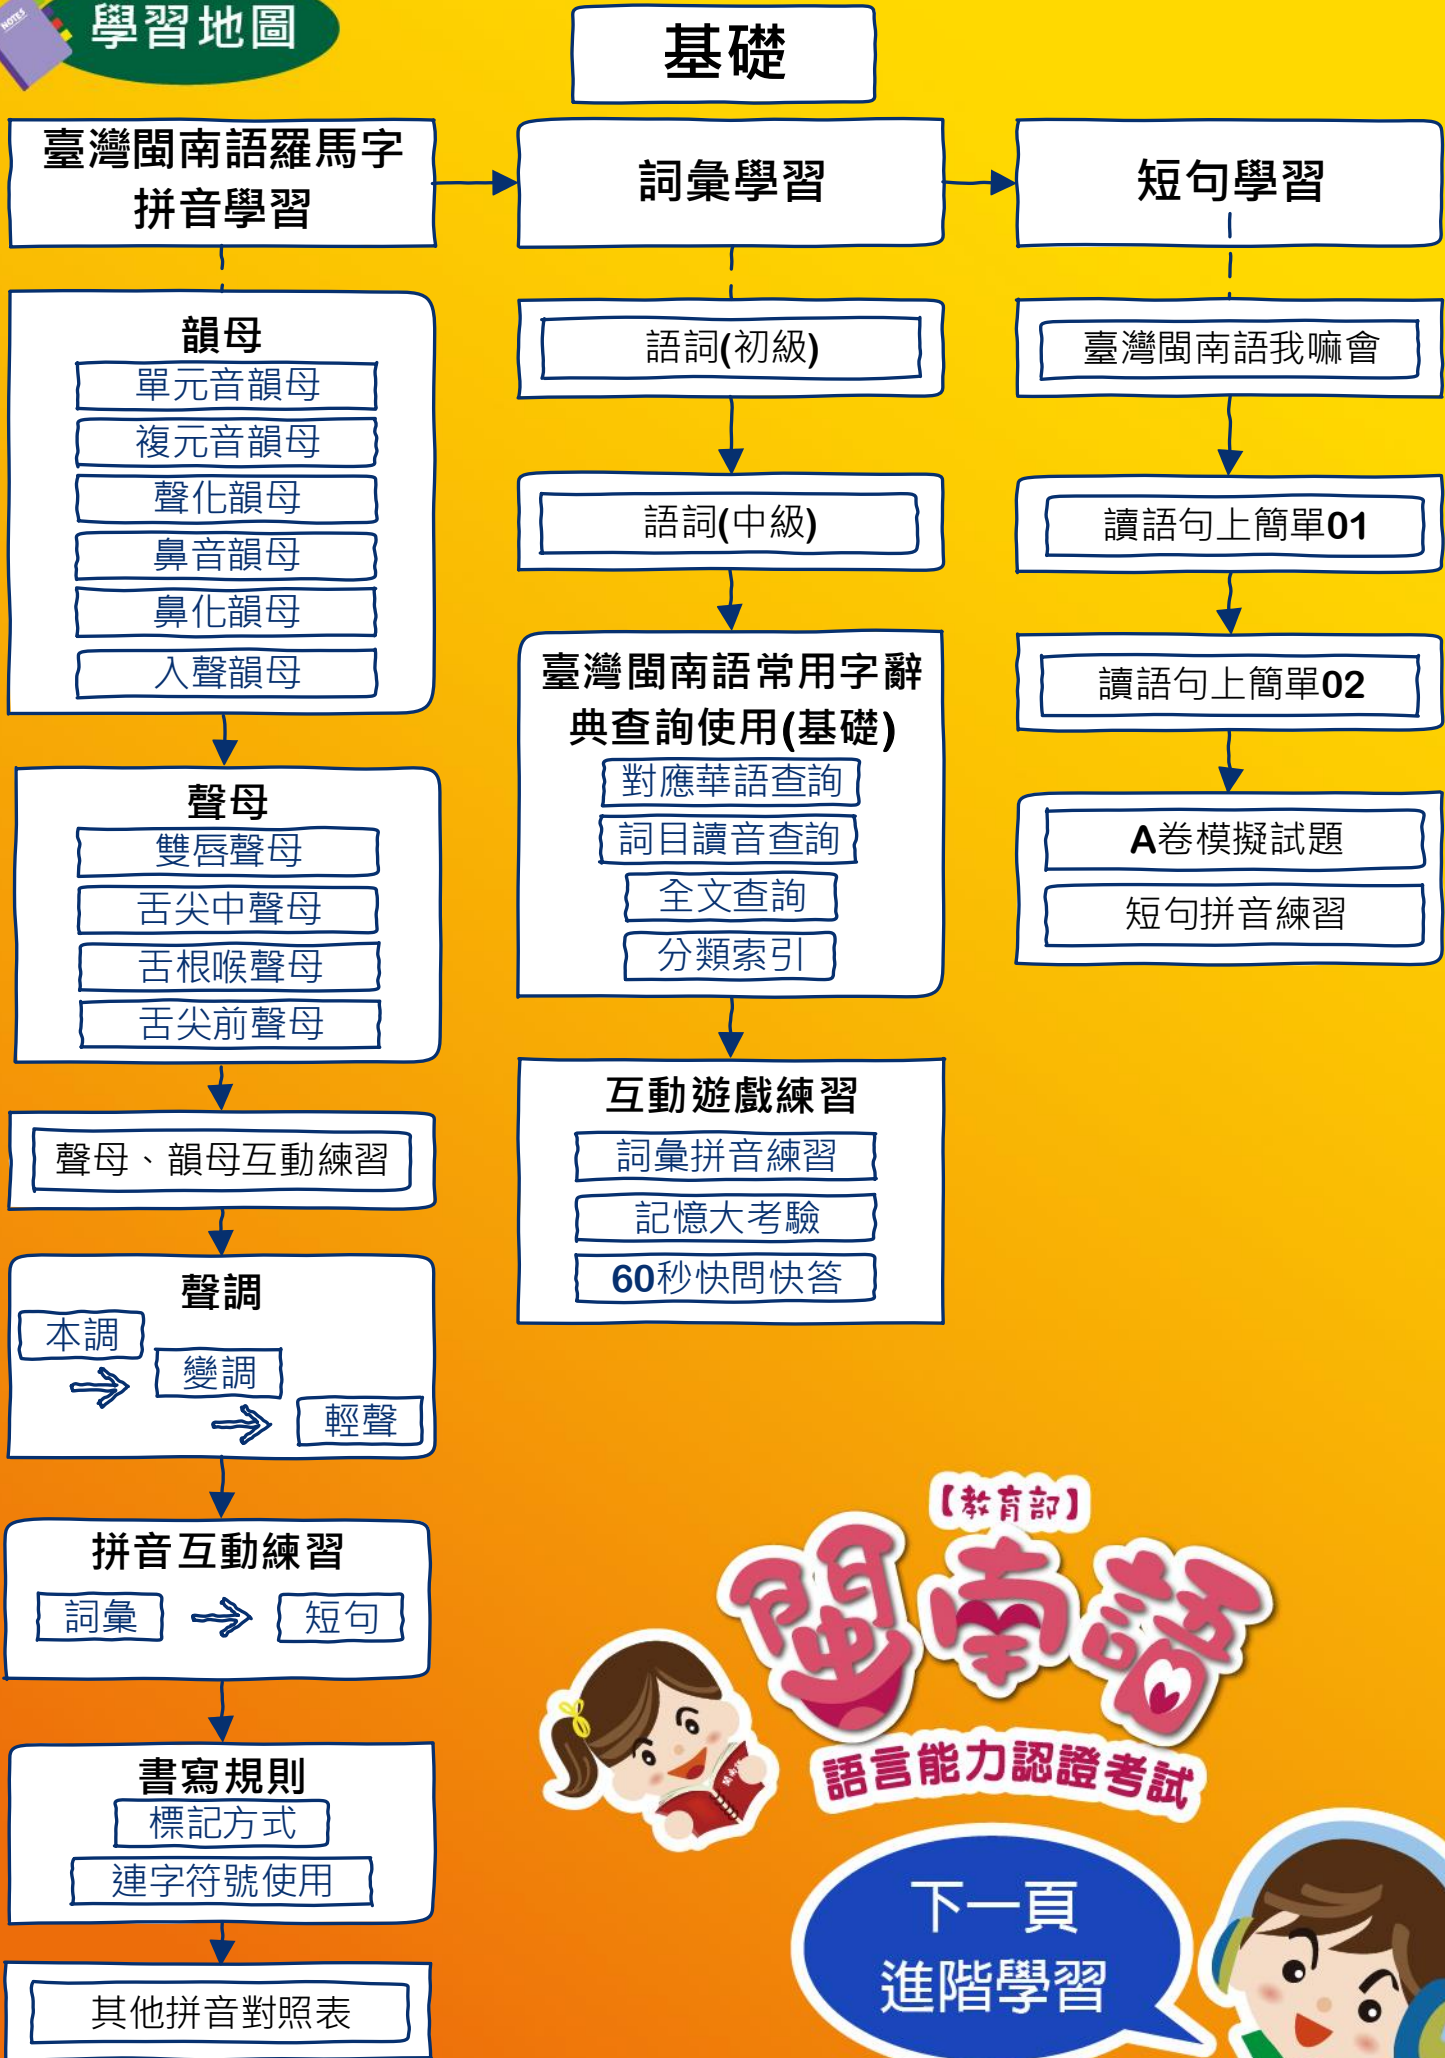 NOTES
學習地圖
基礎
臺灣閩南語羅馬字
拼音學習
韻母
單元音韻母
複元音韻母
聲化韻母
鼻音韻母
鼻化韻母
入聲韻母
聲母
雙唇聲母
舌尖中聲母
舌根喉聲母
舌尖前聲母
聲母、韻母互動練習
聲調
本調
變調
輕聲
拼音互動練習
詞彙
短句
書寫規則
標記方式
連字符號使用
其他拼音對照表
詞彙學習
語詞(初級)
語詞(中級)
臺灣閩南語常用字辭
典查詢使用(基礎)
對應華語查詢
詞目讀音查詢
全文查詢
分類索引
互動遊戲練習
詞彙拼音練習
記憶大考驗
60秒快問快答
短句學習
臺灣閩南語我嘛會
讀語句上簡單01
讀語句上簡單02
A卷模擬試題
短句拼音練習
【教育部】
閩南語
語言能力認證考試
下一頁
進階學習